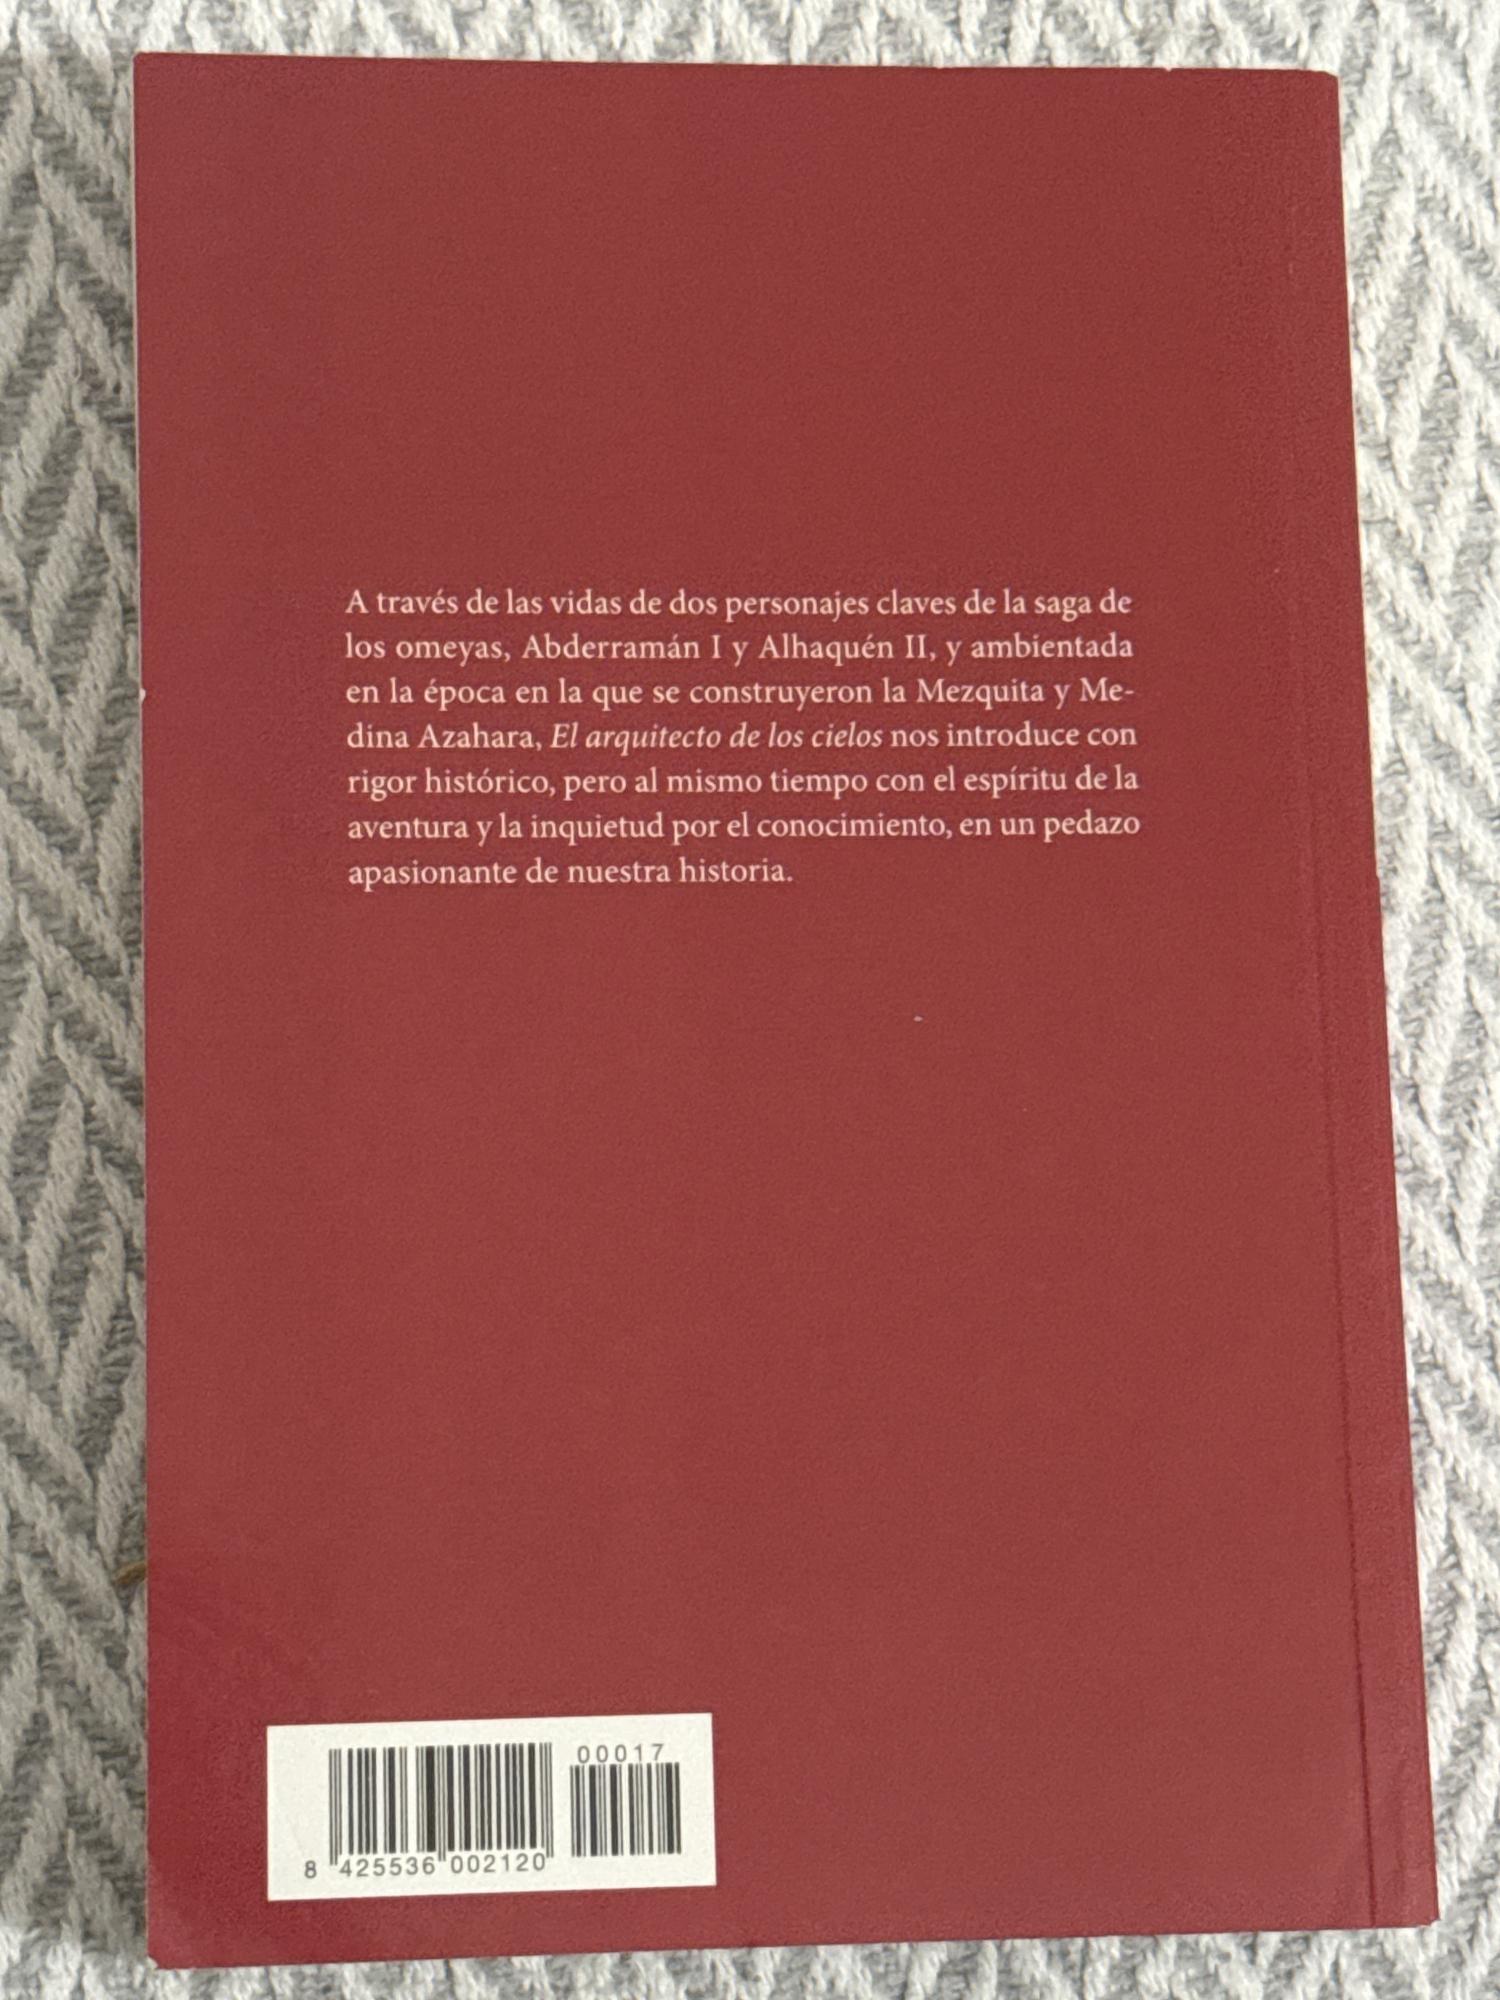 A través de las vidas de dos personajes claves de la saga de
los omeyas, Abderramán I y Alhaquén II, y ambientada
en la época en la que se construyeron la Mezquita y Me-
dina Azahara, El arquitecto de los cielos nos introduce con
rigor histórico, pero al mismo tiempo con el espíritu de la
aventura y la inquietud por el conocimiento, en un pedazo
apasionante de nuestra historia.
00017
8 425536 002120